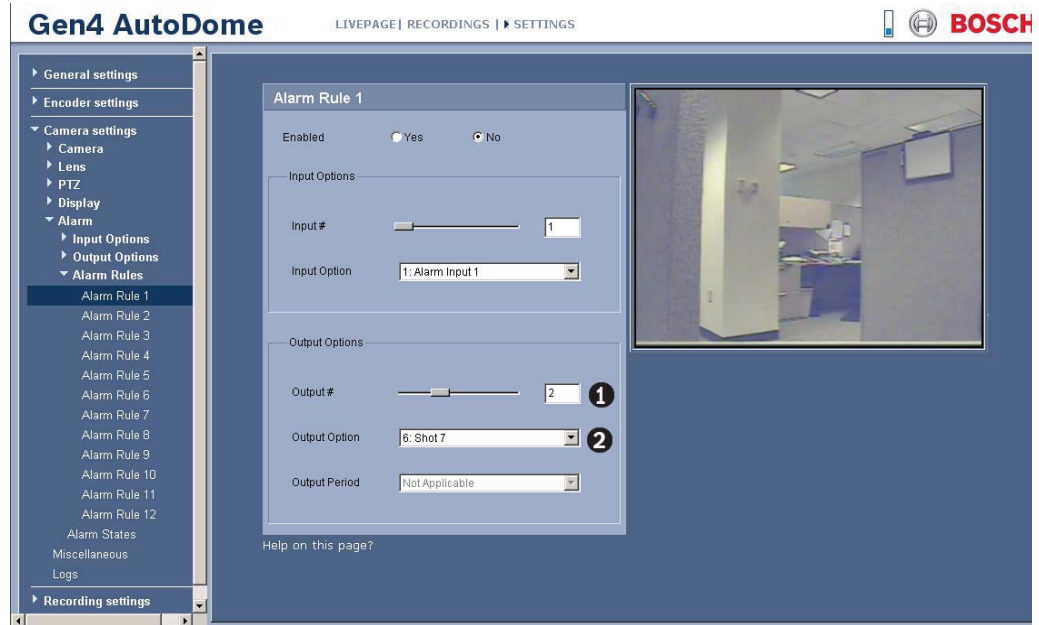 Gen4 AutoDome
LIVEPAGE| RECORDINGS | SETTINGS
BOSCH
General settings
Encoder settings
Camera settings
Camera
Lens
PTZ
Display
Alarm
Input Options
Output Options
Alarm Rules
Alarm Rule 1
Alarm Rule 2
Alarm Rule 3
Alarm Rule 4
Alarm Rule 5
Alarm Rule 6
Alarm Rule 7
Alarm Rule 8
Alarm Rule 9
Alarm Rule 10
Alarm Rule 11
Alarm Rule 12
Alarm States
Miscellaneous
Logs
Recording settings
Alarm Rule 1
Enabled Yes No
Input Options
Input # 1
Input Option 1: Alarm Input 1
Output Options
Output # 2 1
Output Option 6: Shot 7 2
Output Period Not Applicable
Help on this page?